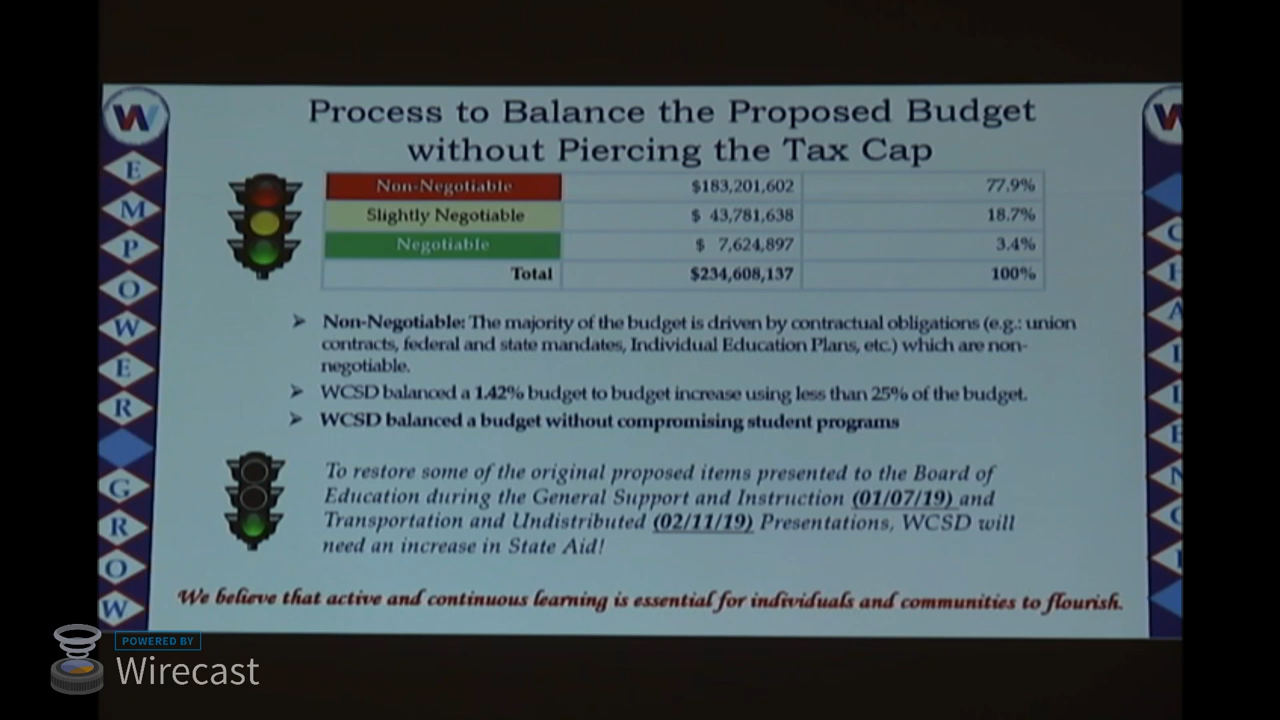 Process to Balance the Proposed Budget
without Piercing the Tax Cap
Non-Negotiable $183,201,602 77.9%
Slightly Negotiable $ 43,781,638 18.7%
Negotiable $ 7,624,897 3.4%
Total $234,608,137 100%
➢ Non-Negotiable: The majority of the budget is driven by contractual obligations (e.g.: union
contracts, federal and state mandates, Individual Education Plans, etc.) which are non-
negotiable.
➢ WCSD balanced a 1.42% budget to budget increase using less than 25% of the budget.
➢ WCSD balanced a budget without compromising student programs
To restore some of the original proposed items presented to the Board of
Education during the General Support and Instruction (01/07/19) and
Transportation and Undistributed (02/11/19) Presentations, WCSD will
need an increase in State Aid!
We believe that active and continuous learning is essential for individuals and communities to flourish.
W
E
M
P
O
W
E
R
G
R
O
W
W
POWERED BY
Wirecast